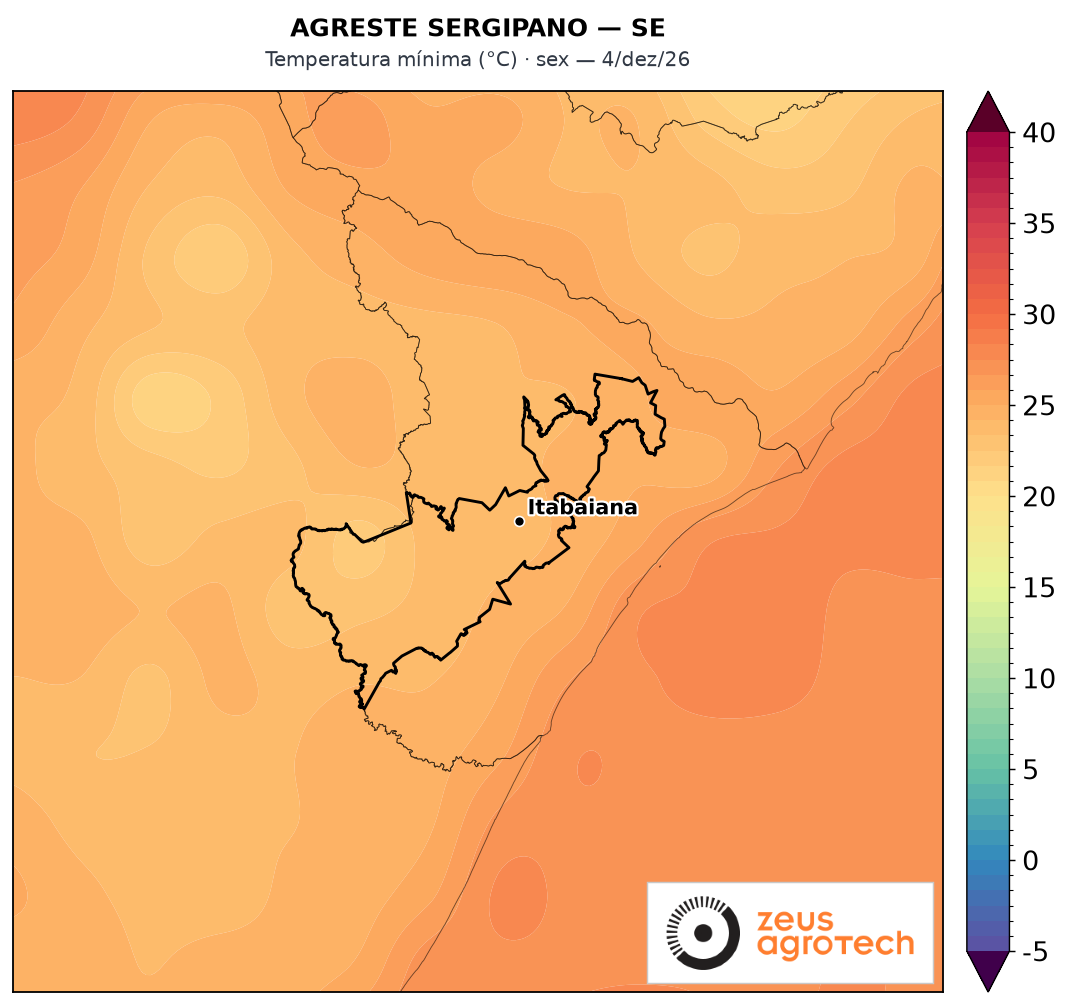 AGRESTE SERGIPANO — SE
Temperatura mínima (°C) · sex — 4/dez/26
40
35
30
25
20
15
10
5
0
-5
Itabaiana
zeus
agrotech